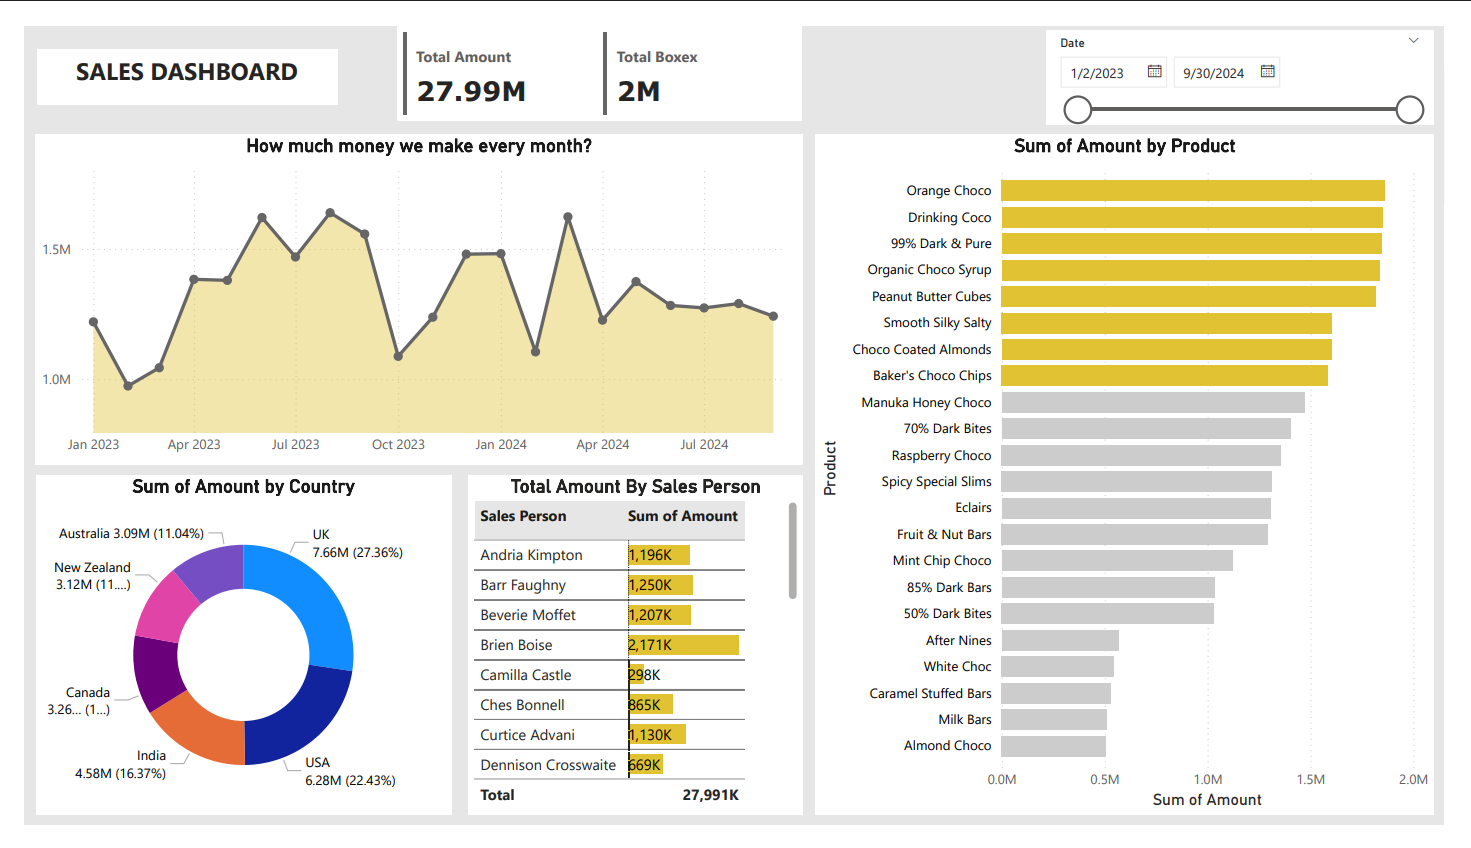 SALES DASHBOARD
Total Amount
27.99M
Total Boxex
2M
Date
1/2/2023
9/30/2024
How much money we make every month?
1.5M
1.0M
Jan 2023
Apr 2023
Jul 2023
Oct 2023
Jan 2024
Apr 2024
Jul 2024
Sum of Amount by Product
Product
Orange Choco
Drinking Coco
99% Dark & Pure
Organic Choco Syrup
Peanut Butter Cubes
Smooth Silky Salty
Choco Coated Almonds
Baker's Choco Chips
Manuka Honey Choco
70% Dark Bites
Raspberry Choco
Spicy Special Slims
Eclairs
Fruit & Nut Bars
Mint Chip Choco
85% Dark Bars
50% Dark Bites
After Nines
White Choc
Caramel Stuffed Bars
Milk Bars
Almond Choco
0.0M
0.5M
1.0M
1.5M
2.0M
Sum of Amount
Sum of Amount by Country
UK
7.66M (27.36%)
USA
6.28M (22.43%)
India
4.58M (16.37%)
Canada
3.26... (1...)
New Zealand
3.12M (11....)
Australia 3.09M (11.04%)
Total Amount By Sales Person
Sales Person Sum of Amount
Andria Kimpton 1,196K
Barr Faughny 1,250K
Beverie Moffet 1,207K
Brien Boise 2,171K
Camilla Castle 298K
Ches Bonnell 865K
Curtice Advani 1,130K
Dennison Crosswaite 669K
Total 27,991K